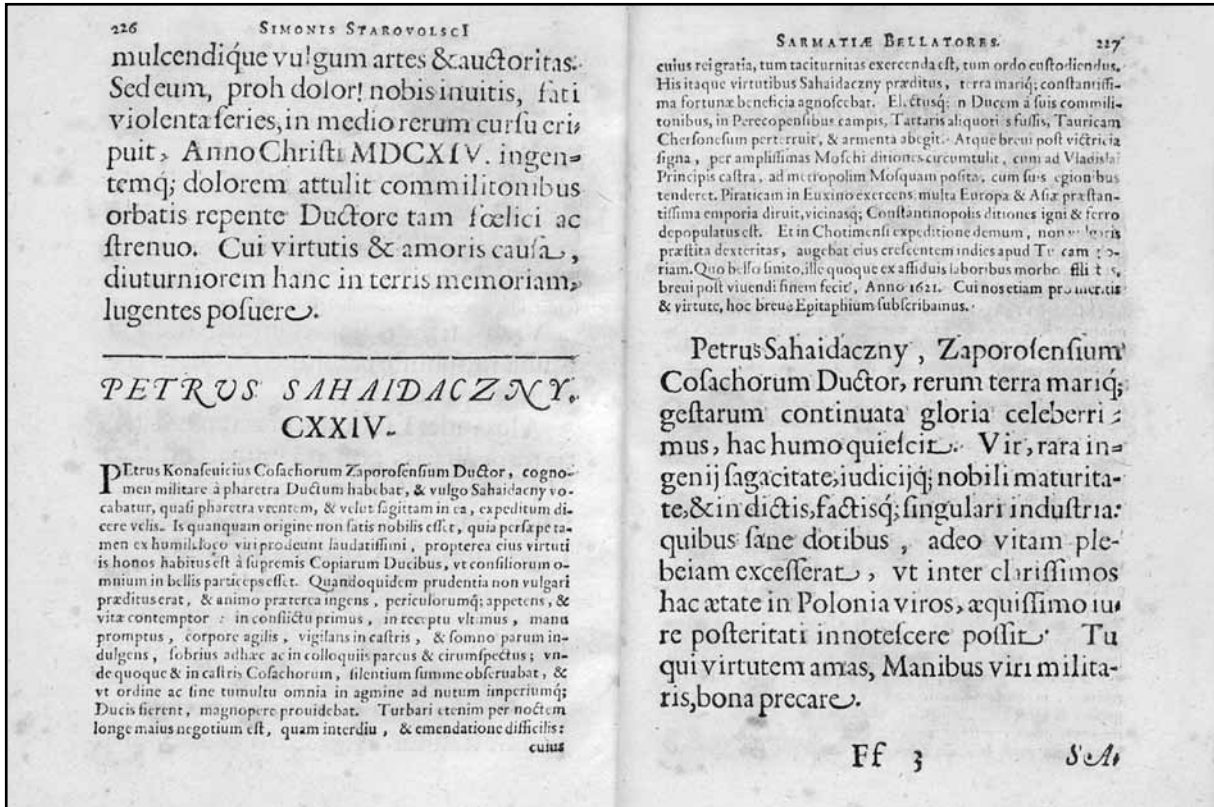 226 SIMONIS STAROVOLSCI
mulcendique vulgum artes & auctoritas.
Sed eum, proh dolor! nobis inuitis, fati
violenta ſeries, in medio rerum curſu eri-
puit, Anno Chriſti MDCXIV. ingen-
temq; dolorem attulit commilitonibus
orbatis repente Ductore tam fœlici ac
ſtrenuo. Cui virtutis & amoris cauſa,
diuturniorem hanc in terris memoriam,
lugentes poſuere.
PETRUS SAHAIDACZNY.
CXXIV.
PEtrus Konaſeuicius Coſachorum Zaporoſenſium Ductor, cogno-
men militare à pharetra Ductum habebat, & vulgo Sahaidacny vo-
cabatur, quaſi pharetra vtentem, & velut ſagittam in ea, expeditum di-
cere velis. Is quanquam origine non ſatis nobilis eſſet, quia perſæpe ta-
men ex humili loco viri prodeunt laudatiſſimi, propterea eius virtuti
is honos habitus eſt à ſupremis Copiarum Ducibus, vt conſiliorum o-
mnium in bellis particeps eſſet. Quandoquidem prudentia non vulgari
præditus erat, & animo præterea ingens, periculorumq; appetens, &
vitæ contemptor: in conflictu primus, in receptu vltimus, manu
promptus, corpore agilis, vigilans in caſtris, & ſomno parum in-
dulgens, ſobrius adhæc ac in colloquiis parcus & cirumſpectus; vn-
de quoque & in caſtris Coſachorum, ſilentium ſumme obſeruabat, &
vt ordine ac ſine tumultu omnia in agmine ad nutum imperiumq;
Ducis fierent, magnopere prouidebat. Turbari etenim per noctem
longe maius negotium eſt, quam interdiu, & emendatione difficilis:
cuius
SARMATIÆ BELLATORES. 227
cuius rei gratia, tum taciturnitas exercenda eſt, tum ordo cuſtodiendus.
His itaque virtutibus Sahaidaczny præditus, terra mariq; conſtantiſſi-
ma fortunæ beneficia agnoſcebat. Electusq; in Ducem à ſuis commili-
tonibus, in Perecopenſibus campis, Tartaris aliquoties fuſis, Tauricam
Cherſoneſum perterruit, & armenta abegit. Atque breui poſt victricia
ſigna, per ampliſſimas Moſchi ditiones circumtulit, cum ad Vladislai
Principis caſtra, ad metropolim Moſquam poſita, cum ſuis legionibus
tenderet. Piraticam in Euxino exercens multa Europæ & Aſiæ præſtan-
tiſſima emporia diruit, vicinasq; Conſtantinopolis ditiones igni & ferro
depopulatus eſt. Et in Chotimenſi expeditione demum, non vulgaris
præſtita dexteritas, augebat eius creſcentem indies apud
riam. Quo bello finito, ille quoque ex aſſiduis laboribus morbo
breui poſt viuendi finem fecit, Anno 1621. Cui nos etiam pro meritis
& virtute, hoc breue Epitaphium ſubſcribamus.
Petrus Sahaidaczny, Zaporoſenſium
Coſachorum Ductor, rerum terra mariq;
geſtarum continuata gloria celeberri-
mus, hac humo quieſcit. Vir, rara in-
genij ſagacitate, iudicijq; nobili maturita-
te, & in dictis, factisq; ſingulari induſtria:
quibus ſane dotibus, adeo vitam ple-
beiam exceſſerat, vt inter clariſſimos
hac ætate in Polonia viros, æquiſſimo iu-
re poſteritati innoteſcere poſſit. Tu
qui virtutem amas, Manibus viri milita-
ris, bona precare.
Ff 3 SA-